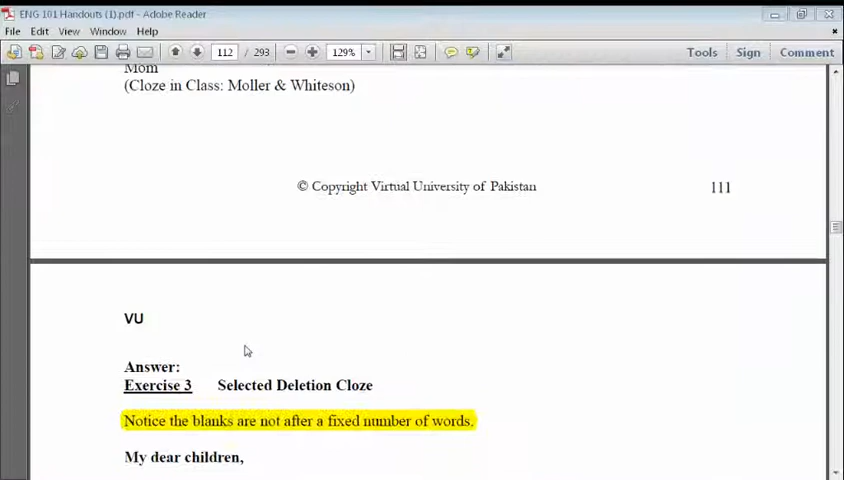 ENG 101 Handouts (1).pdf - Adobe Reader
File Edit View Window Help
112 / 293 129% Tools Sign Comment
Mom
(Cloze in Class: Moller & Whiteson)
© Copyright Virtual University of Pakistan 111
VU
Answer:
Exercise 3 Selected Deletion Cloze
Notice the blanks are not after a fixed number of words.
My dear children,